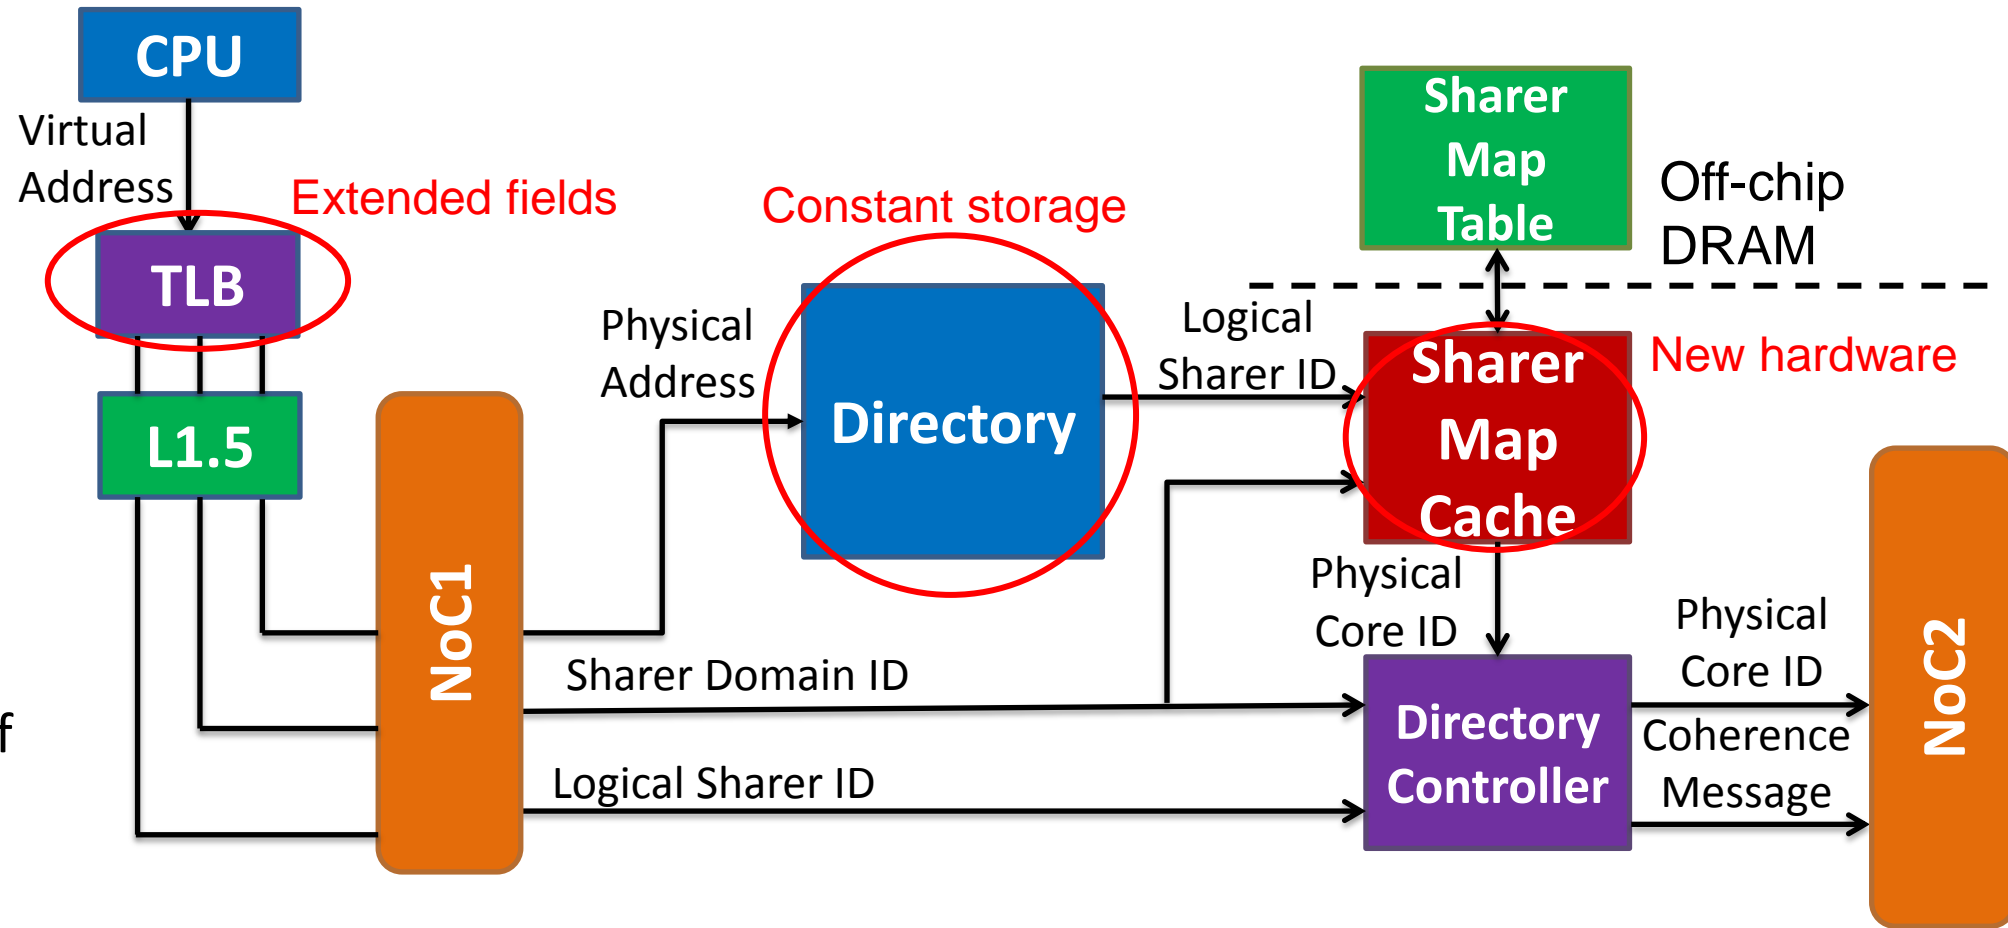 CPU
Virtual
Address
Extended fields
TLB
L1.5
NoC1
Physical
Address
Constant storage
Directory
Logical
Sharer ID
Sharer
Map
Table
Off-chip
DRAM
Sharer
Map
Cache
New hardware
Physical
Core ID
Sharer Domain ID
Logical Sharer ID
Directory
Controller
Physical
Core ID
Coherence
Message
NoC2
f